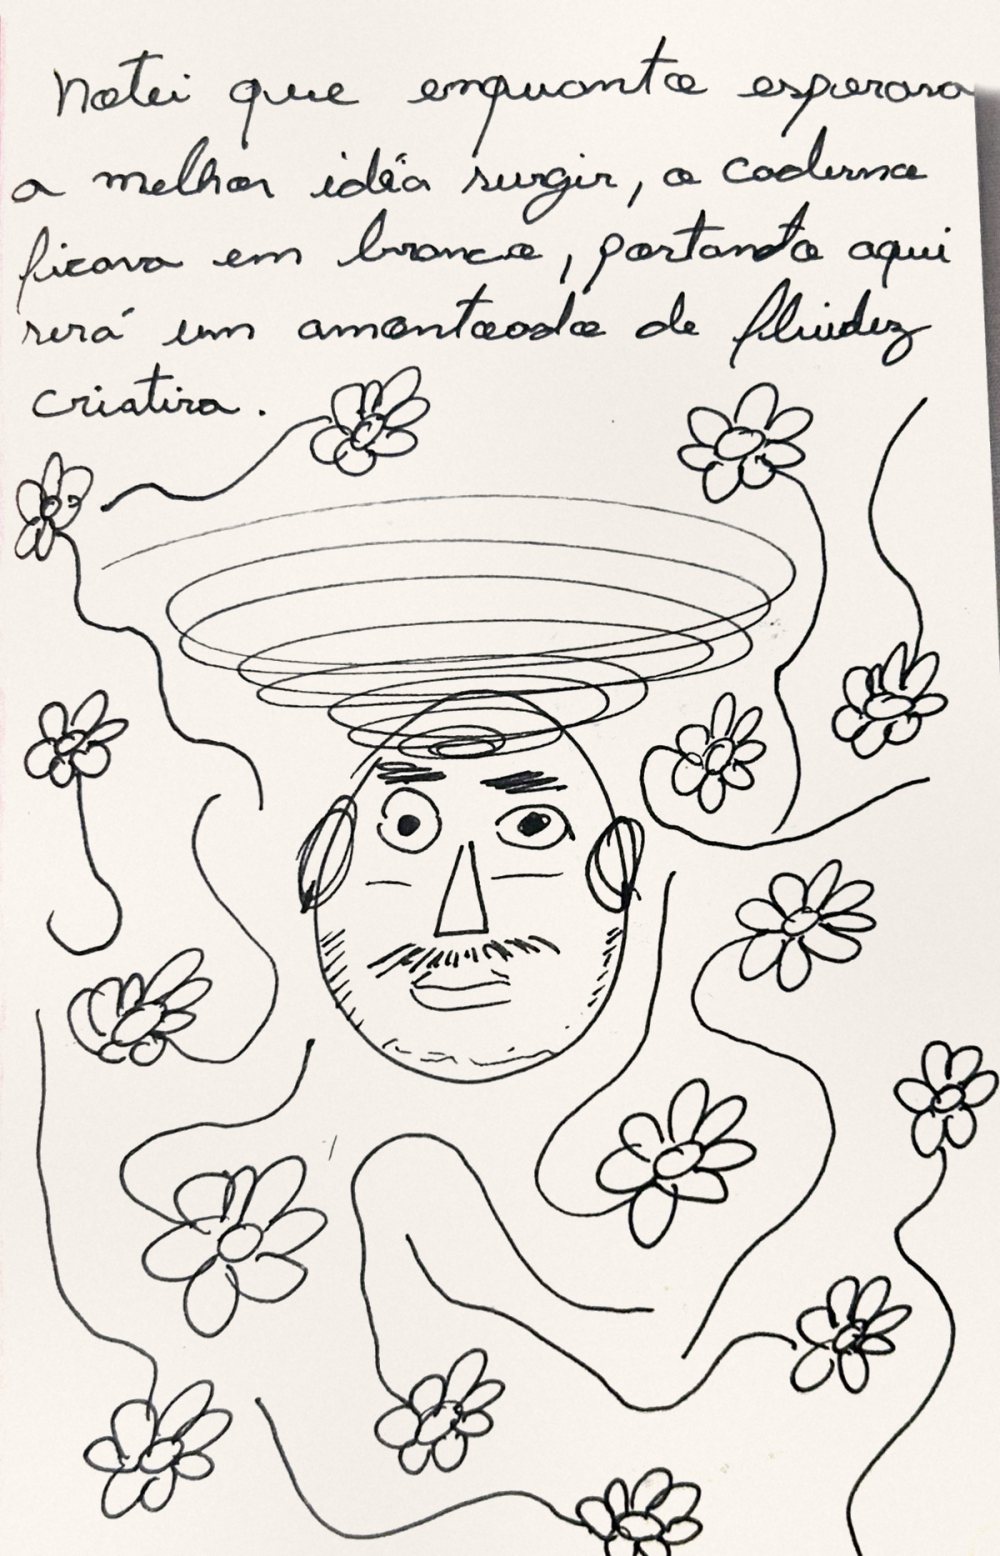 Notei que enquanto esperava
a melhor idéia surgir, o caderno
ficava em branco, portanto aqui
será um amontoado de fluidez
criativa.